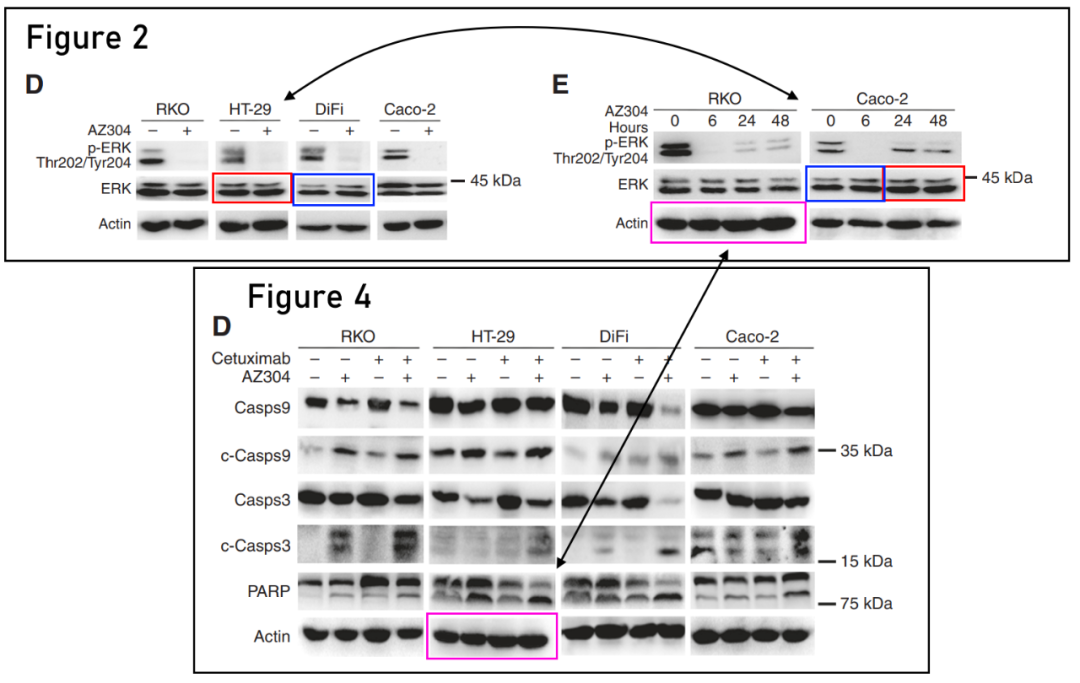 Figure 2
D
RKO HT-29 DiFi Caco-2
AZ304 − + − + − + − +
p-ERK
Thr202/Tyr204
ERK
45 kDa
Actin
E
RKO Caco-2
AZ304
Hours 0 6 24 48 0 6 24 48
p-ERK
Thr202/Tyr204
ERK
45 kDa
Actin
Figure 4
D
RKO HT-29 DiFi Caco-2
Cetuximab − − + + − − + + − − + + − − + +
AZ304 − + − + − + − + − + − + − + − +
Casps9
c-Casps9
35 kDa
Casps3
c-Casps3
15 kDa
PARP
75 kDa
Actin